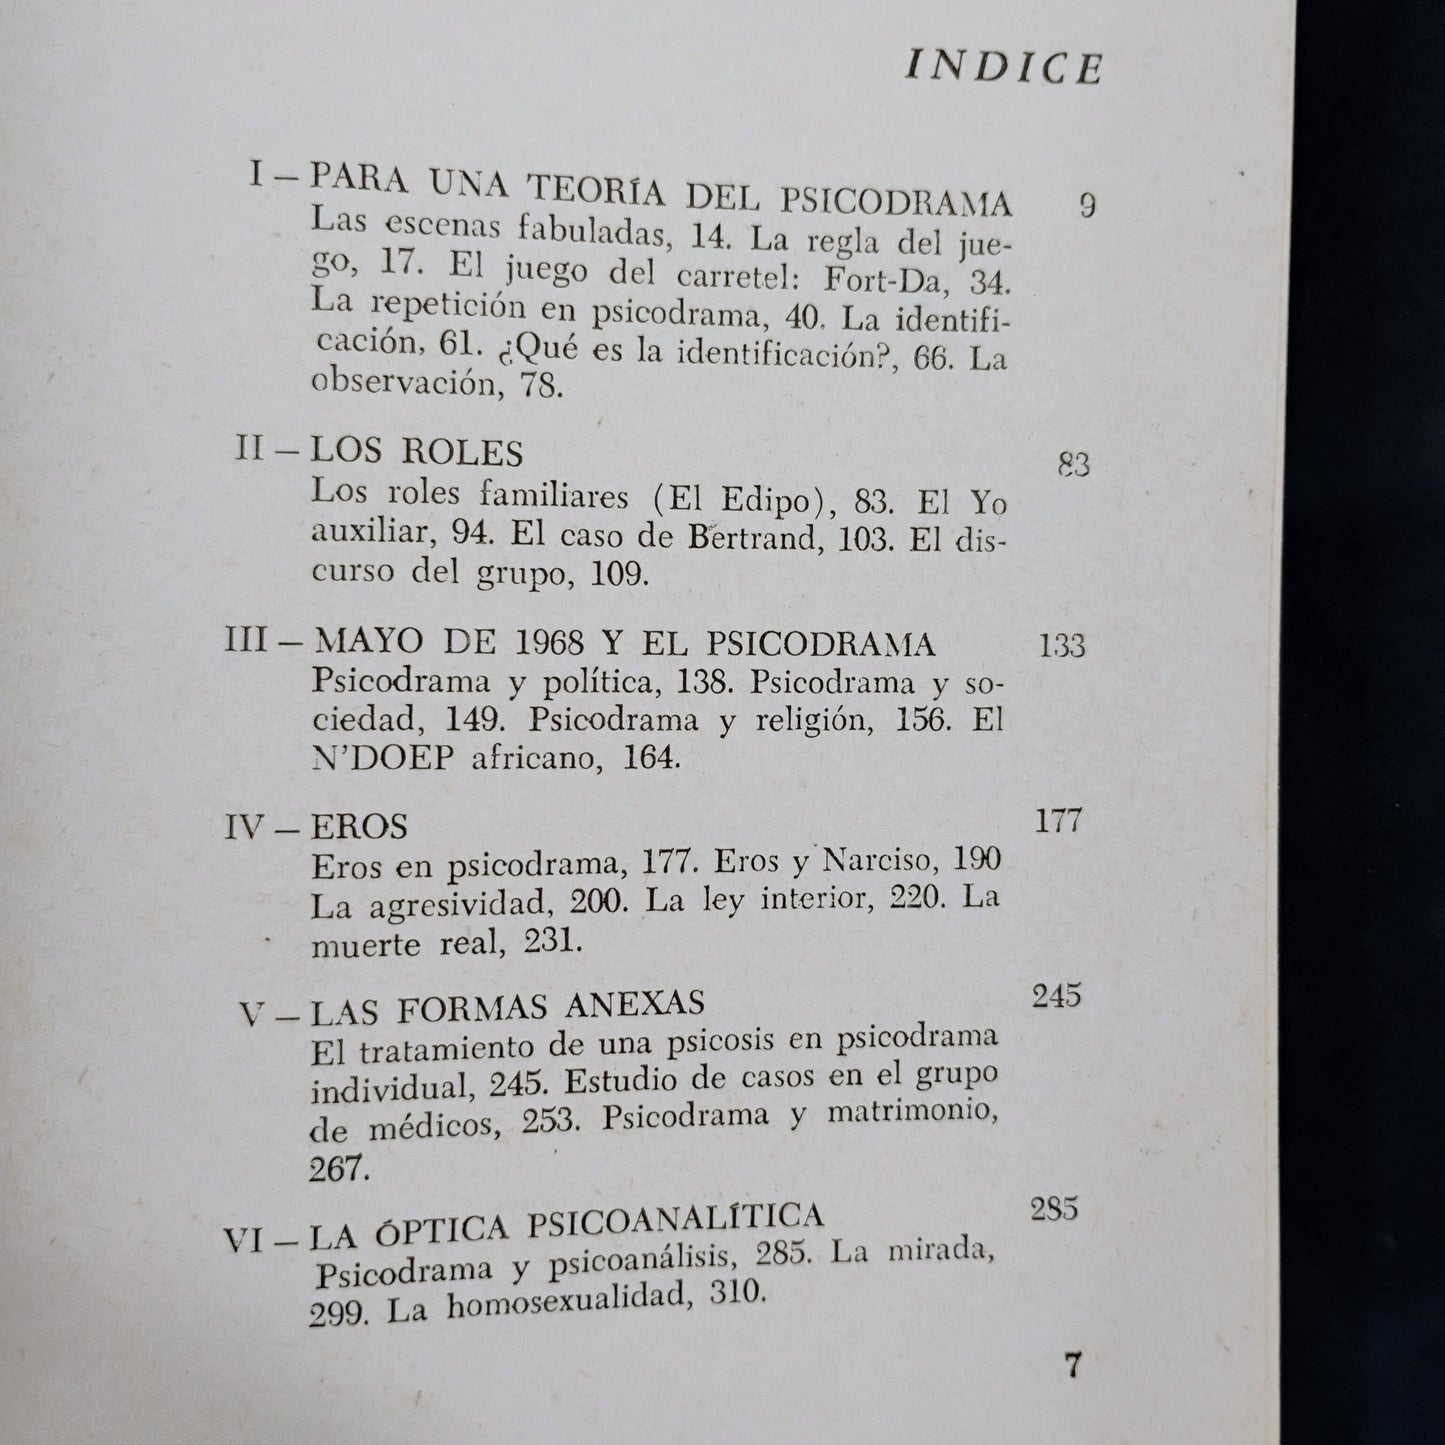 INDICE
I — PARA UNA TEORÍA DEL PSICODRAMA 9
Las escenas fabuladas, 14. La regla del jue-
go, 17. El juego del carretel: Fort-Da, 34.
La repetición en psicodrama, 40. La identifi-
cación, 61. ¿Qué es la identificación?, 66. La
observación, 78.
II — LOS ROLES 83
Los roles familiares (El Edipo), 83. El Yo
auxiliar, 94. El caso de Bertrand, 103. El dis-
curso del grupo, 109.
III — MAYO DE 1968 Y EL PSICODRAMA 133
Psicodrama y política, 138. Psicodrama y so-
ciedad, 149. Psicodrama y religión, 156. El
N’DOEP africano, 164.
IV — EROS 177
Eros en psicodrama, 177. Eros y Narciso, 190
La agresividad, 200. La ley interior, 220. La
muerte real, 231.
V — LAS FORMAS ANEXAS 245
El tratamiento de una psicosis en psicodrama
individual, 245. Estudio de casos en el grupo
de médicos, 253. Psicodrama y matrimonio,
267.
VI — LA ÓPTICA PSICOANALÍTICA 285
Psicodrama y psicoanálisis, 285. La mirada,
299. La homosexualidad, 310.
7